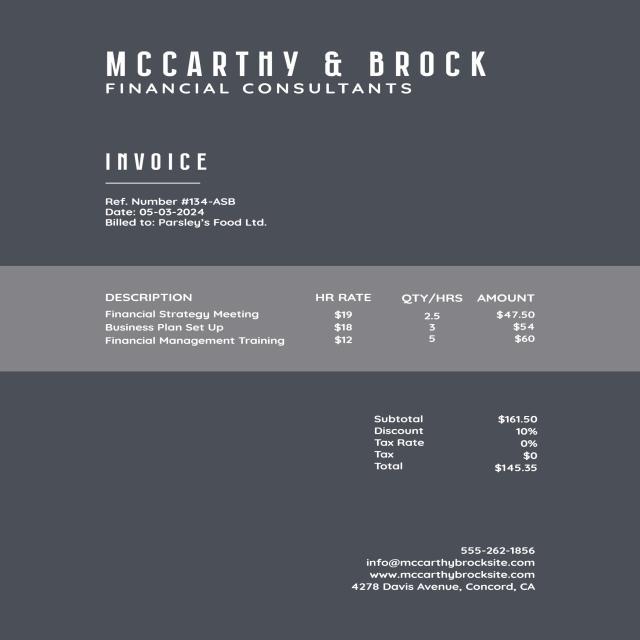 MCCARTHY & BROCK
FINANCIAL CONSULTANTS
INVOICE
Ref. Number #134-ASB
Date: 05-03-2024
Billed to: Parsley's Food Ltd.
DESCRIPTION HR RATE QTY/HRS AMOUNT
Financial Strategy Meeting $19 2.5 $47.50
Business Plan Set Up $18 3 $54
Financial Management Training $12 5 $60
Subtotal $161.50
Discount 10%
Tax Rate 0%
Tax $0
Total $145.35
555-262-1856
info@mccarthybrocksite.com
www.mccarthybrocksite.com
4278 Davis Avenue, Concord, CA